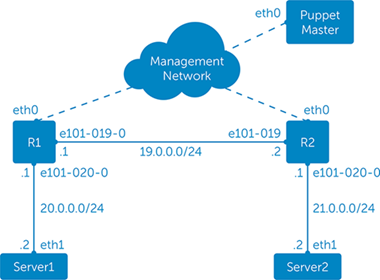 eth0
Puppet
Master
Management
Network
eth0
eth0
R1
e101-019-0
e101-019
R2
.1
19.0.0.0/24
.2
.1
e101-020-0
.1
e101-020-0
20.0.0.0/24
21.0.0.0/24
.2
eth1
.2
eth1
Server1
Server2